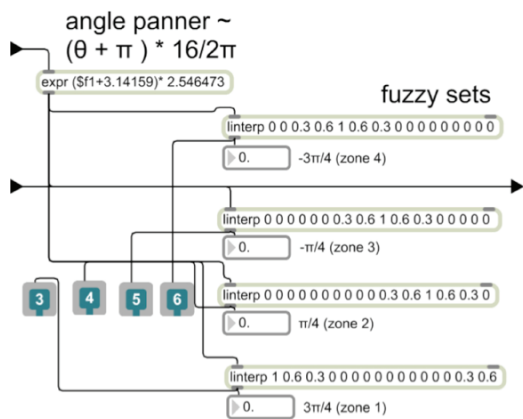 angle panner ~
(θ + π ) * 16/2π
expr ($f1+3.14159)* 2.546473
fuzzy sets
linterp 0 0 0.3 0.6 1 0.6 0.3 0 0 0 0 0 0 0 0 0
0. -3π/4 (zone 4)
linterp 0 0 0 0 0 0 0.3 0.6 1 0.6 0.3 0 0 0 0 0
0. -π/4 (zone 3)
3 4 5 6
linterp 0 0 0 0 0 0 0 0 0 0 0.3 0.6 1 0.6 0.3 0
0. π/4 (zone 2)
linterp 1 0.6 0.3 0 0 0 0 0 0 0 0 0 0 0 0.3 0.6
0. 3π/4 (zone 1)